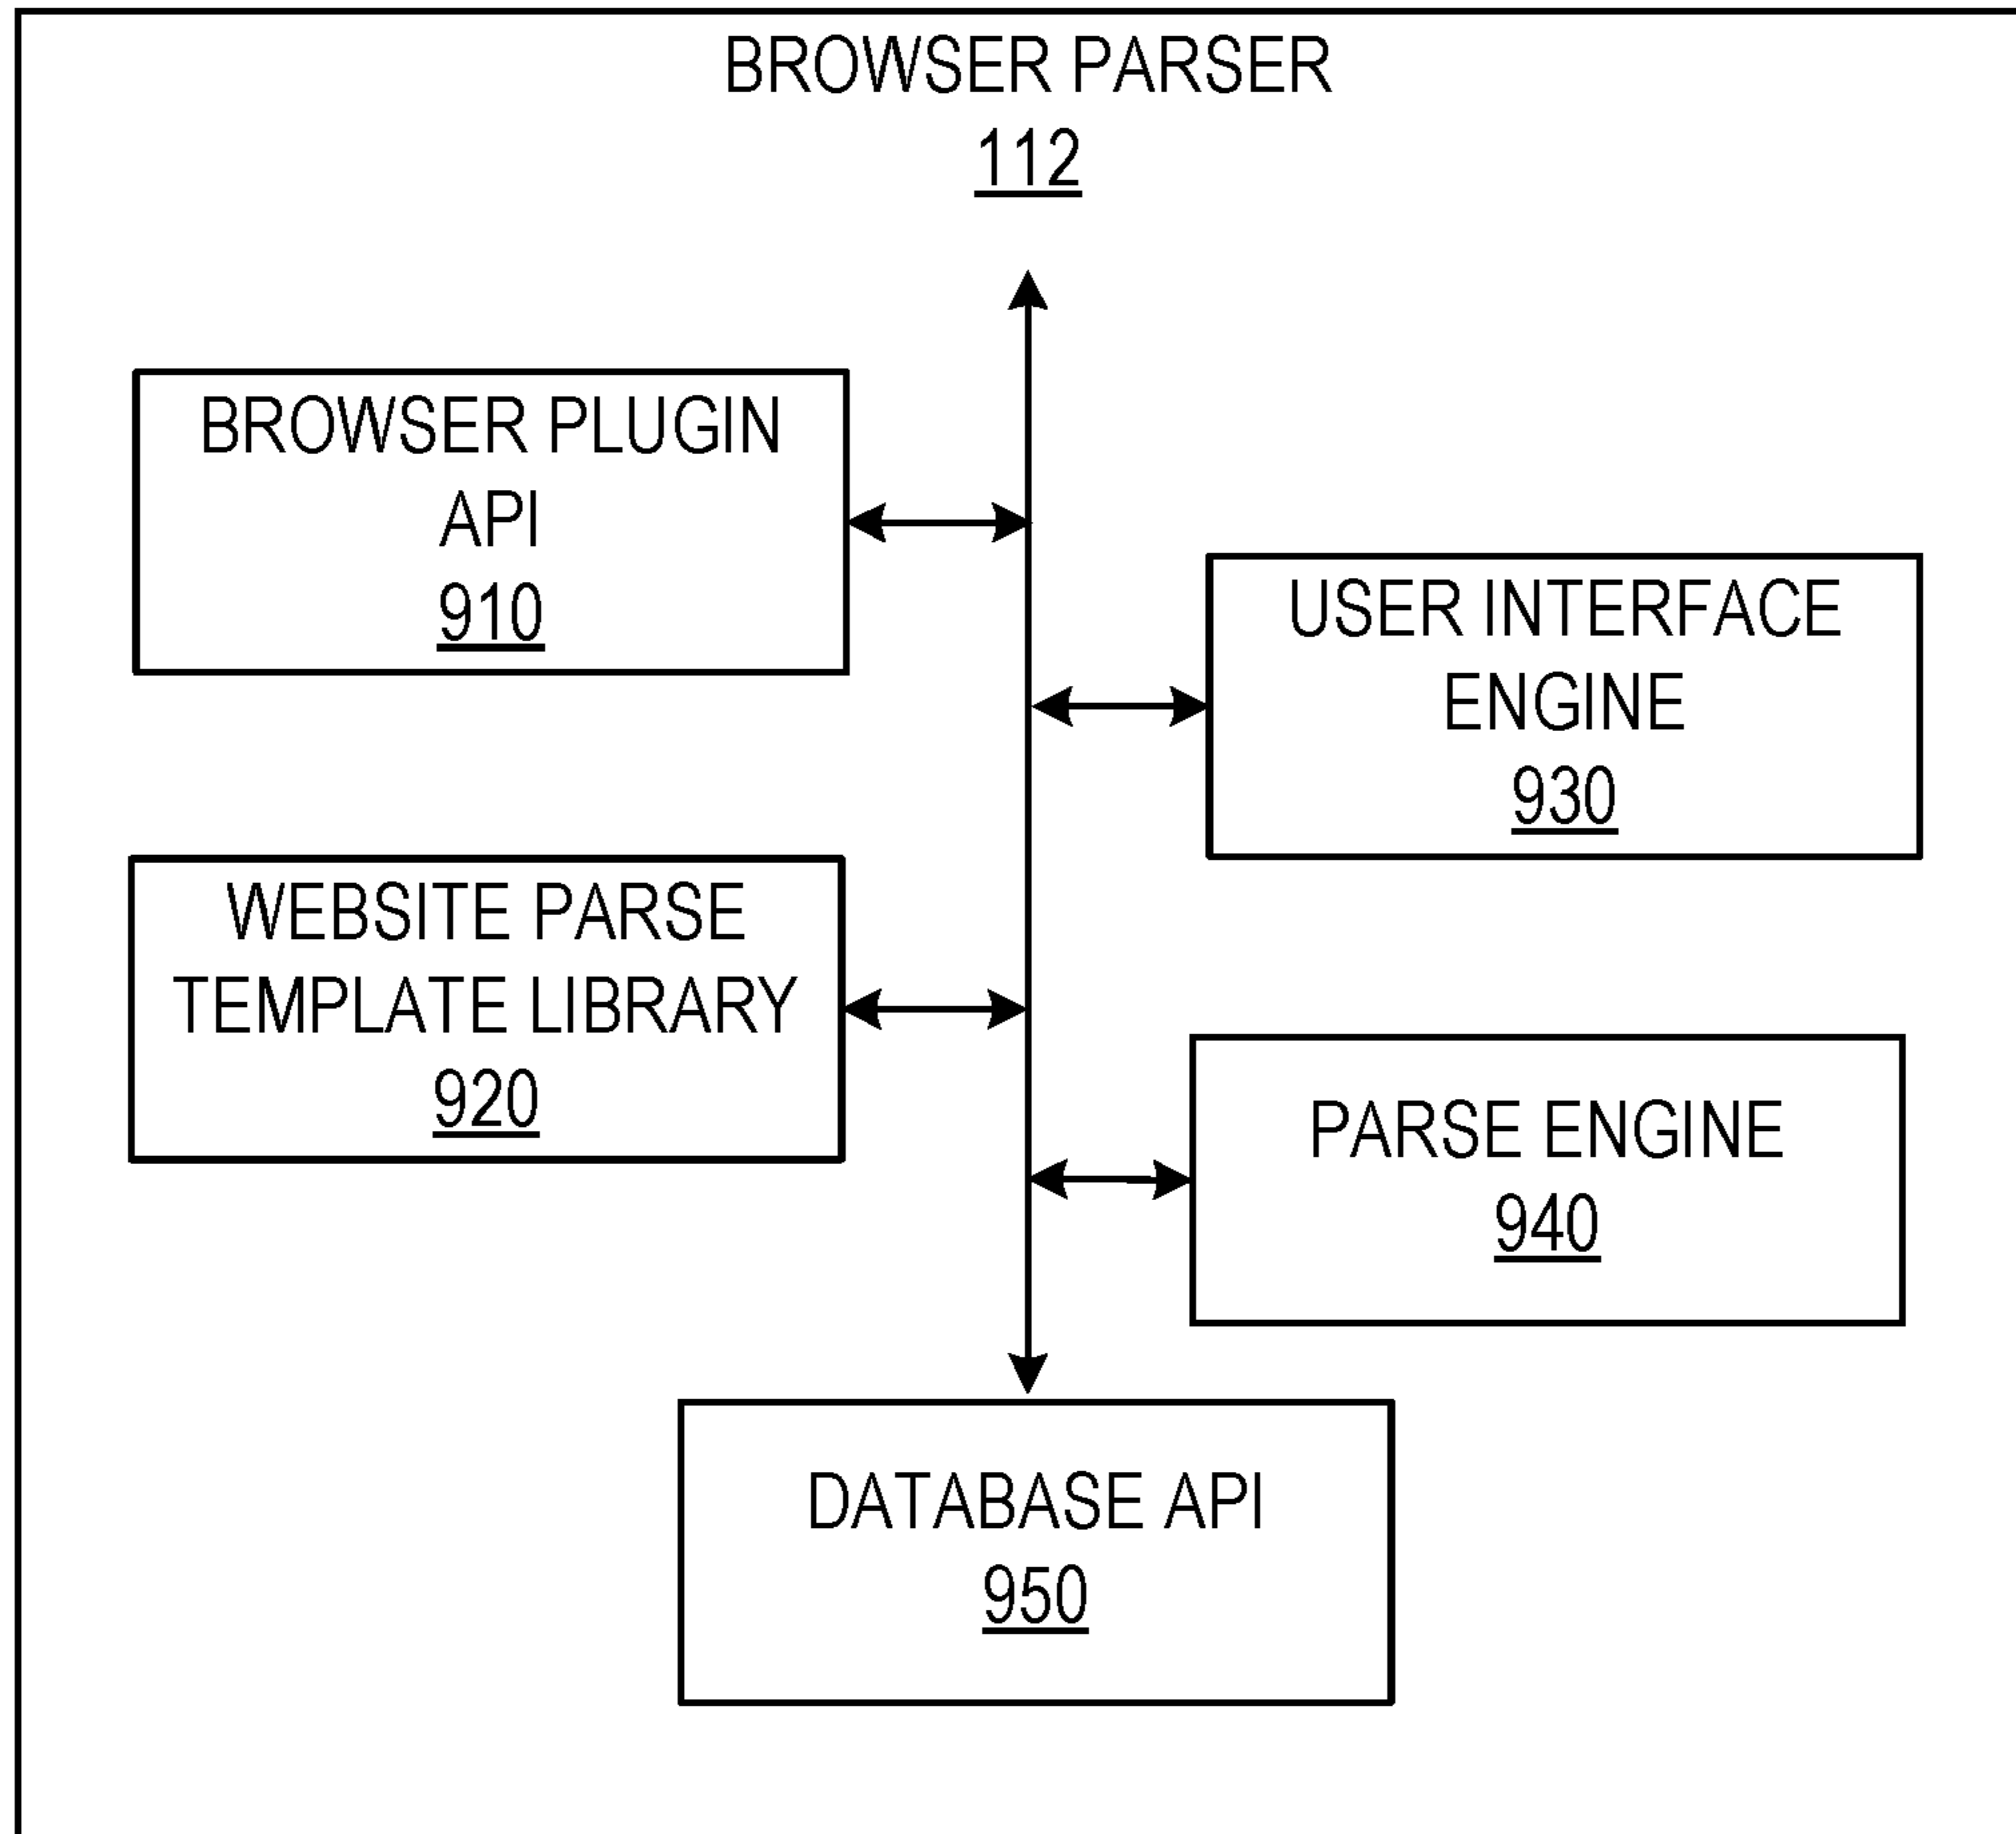 BROWSER PARSER
112
BROWSER PLUGIN
API
910
USER INTERFACE
ENGINE
930
WEBSITE PARSE
TEMPLATE LIBRARY
920
PARSE ENGINE
940
DATABASE API
950